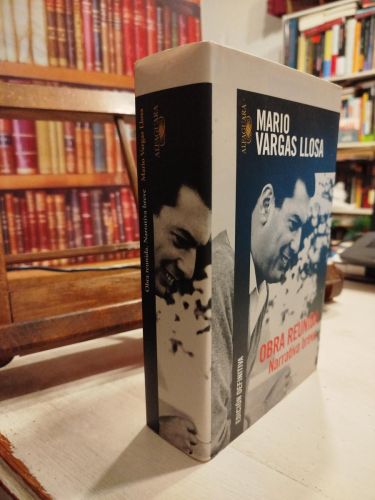 Obra reunida. Narrativa breve Mario Vargas Llosa
ALFAGUARA
ALFAGUARA
MARIO
VARGAS LLOSA
OBRA REUNIDA
Narrativa breve
EDICIÓN DEFINITIVA